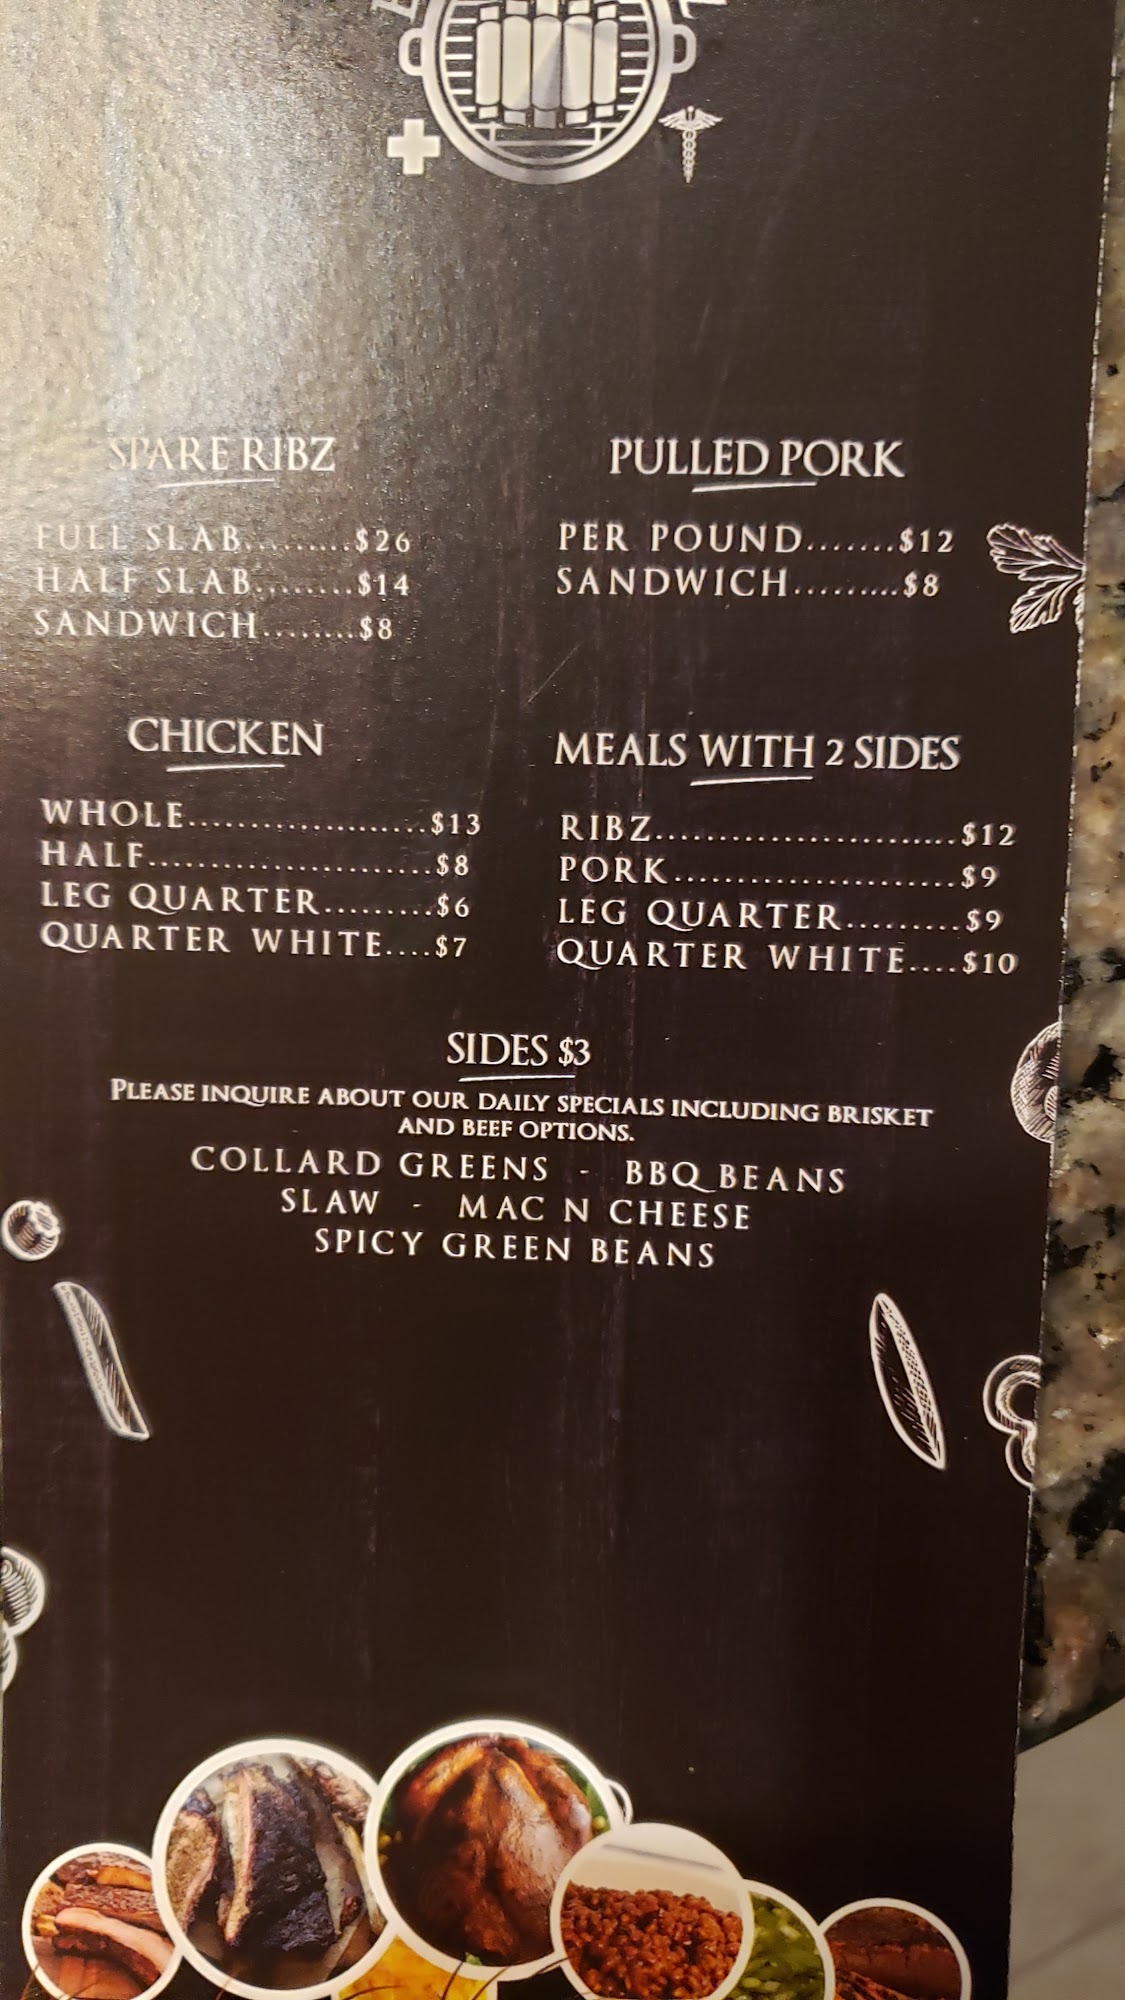 SPARE RIBZ
FULL SLAB.........$26
HALF SLAB.........$14
SANDWICH........$8
PULLED PORK
PER POUND.......$12
SANDWICH.........$8
CHICKEN
WHOLE....................$13
HALF........................$8
LEG QUARTER.........$6
QUARTER WHITE....$7
MEALS WITH 2 SIDES
RIBZ.........................$12
PORK.......................$9
LEG QUARTER..........$9
QUARTER WHITE....$10
SIDES $3
PLEASE INQUIRE ABOUT OUR DAILY SPECIALS INCLUDING BRISKET
AND BEEF OPTIONS.
COLLARD GREENS - BBQ BEANS
SLAW - MAC N CHEESE
SPICY GREEN BEANS